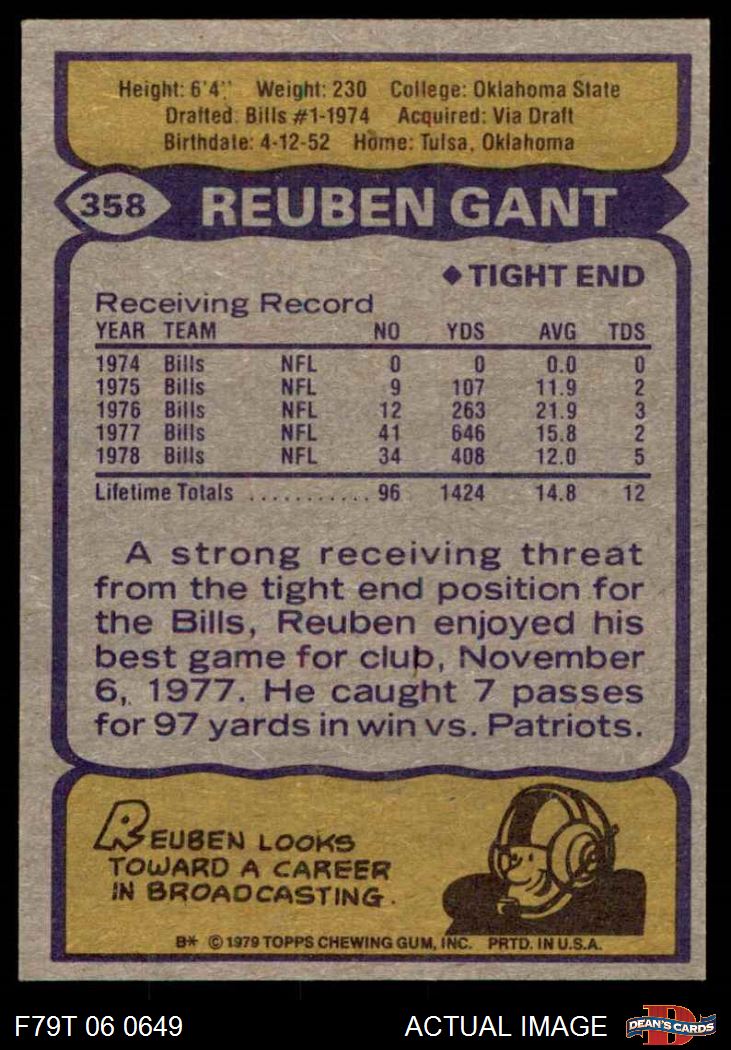 Height: 6'4" Weight: 230 College: Oklahoma State
Drafted: Bills #1-1974 Acquired: Via Draft
Birthdate: 4-12-52 Home: Tulsa, Oklahoma
358 REUBEN GANT
◆ TIGHT END
Receiving Record
YEAR TEAM NO YDS AVG TDS
1974 Bills NFL 0 0 0.0 0
1975 Bills NFL 9 107 11.9 2
1976 Bills NFL 12 263 21.9 3
1977 Bills NFL 41 646 15.8 2
1978 Bills NFL 34 408 12.0 5
Lifetime Totals ........... 96 1424 14.8 12
A strong receiving threat
from the tight end position for
the Bills, Reuben enjoyed his
best game for club, November
6, 1977. He caught 7 passes
for 97 yards in win vs. Patriots.
REUBEN LOOKS
TOWARD A CAREER
IN BROADCASTING.
B* © 1979 TOPPS CHEWING GUM, INC. PRTD. IN U.S.A.
F79T 06 0649 ACTUAL IMAGE D DEAN'S CARDS